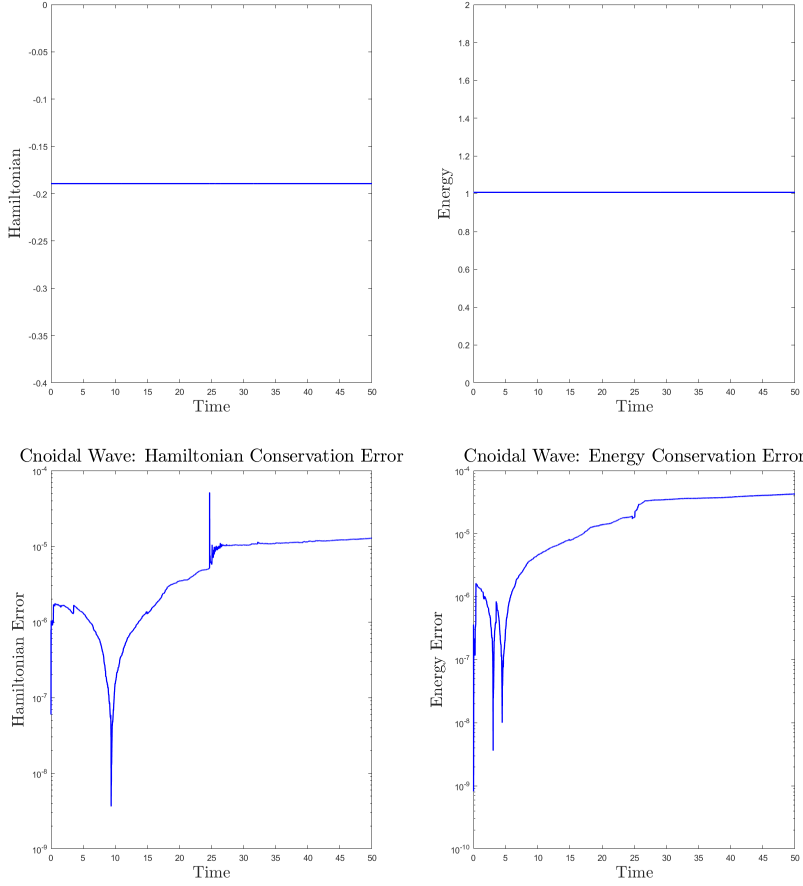 0
-0.05
-0.1
-0.15
-0.2
-0.25
-0.3
-0.35
-0.4
Hamiltonian
0 5 10 15 20 25 30 35 40 45 50
Time
2
1.8
1.6
1.4
1.2
1
0.8
0.6
0.4
0.2
0
Energy
0 5 10 15 20 25 30 35 40 45 50
Time
Cnoidal Wave: Hamiltonian Conservation Error
10-4
10-5
10-6
10-7
10-8
10-9
Hamiltonian Error
0 5 10 15 20 25 30 35 40 45 50
Time
Cnoidal Wave: Energy Conservation Error
10-4
10-5
10-6
10-7
10-8
10-9
10-10
Energy Error
0 5 10 15 20 25 30 35 40 45 50
Time